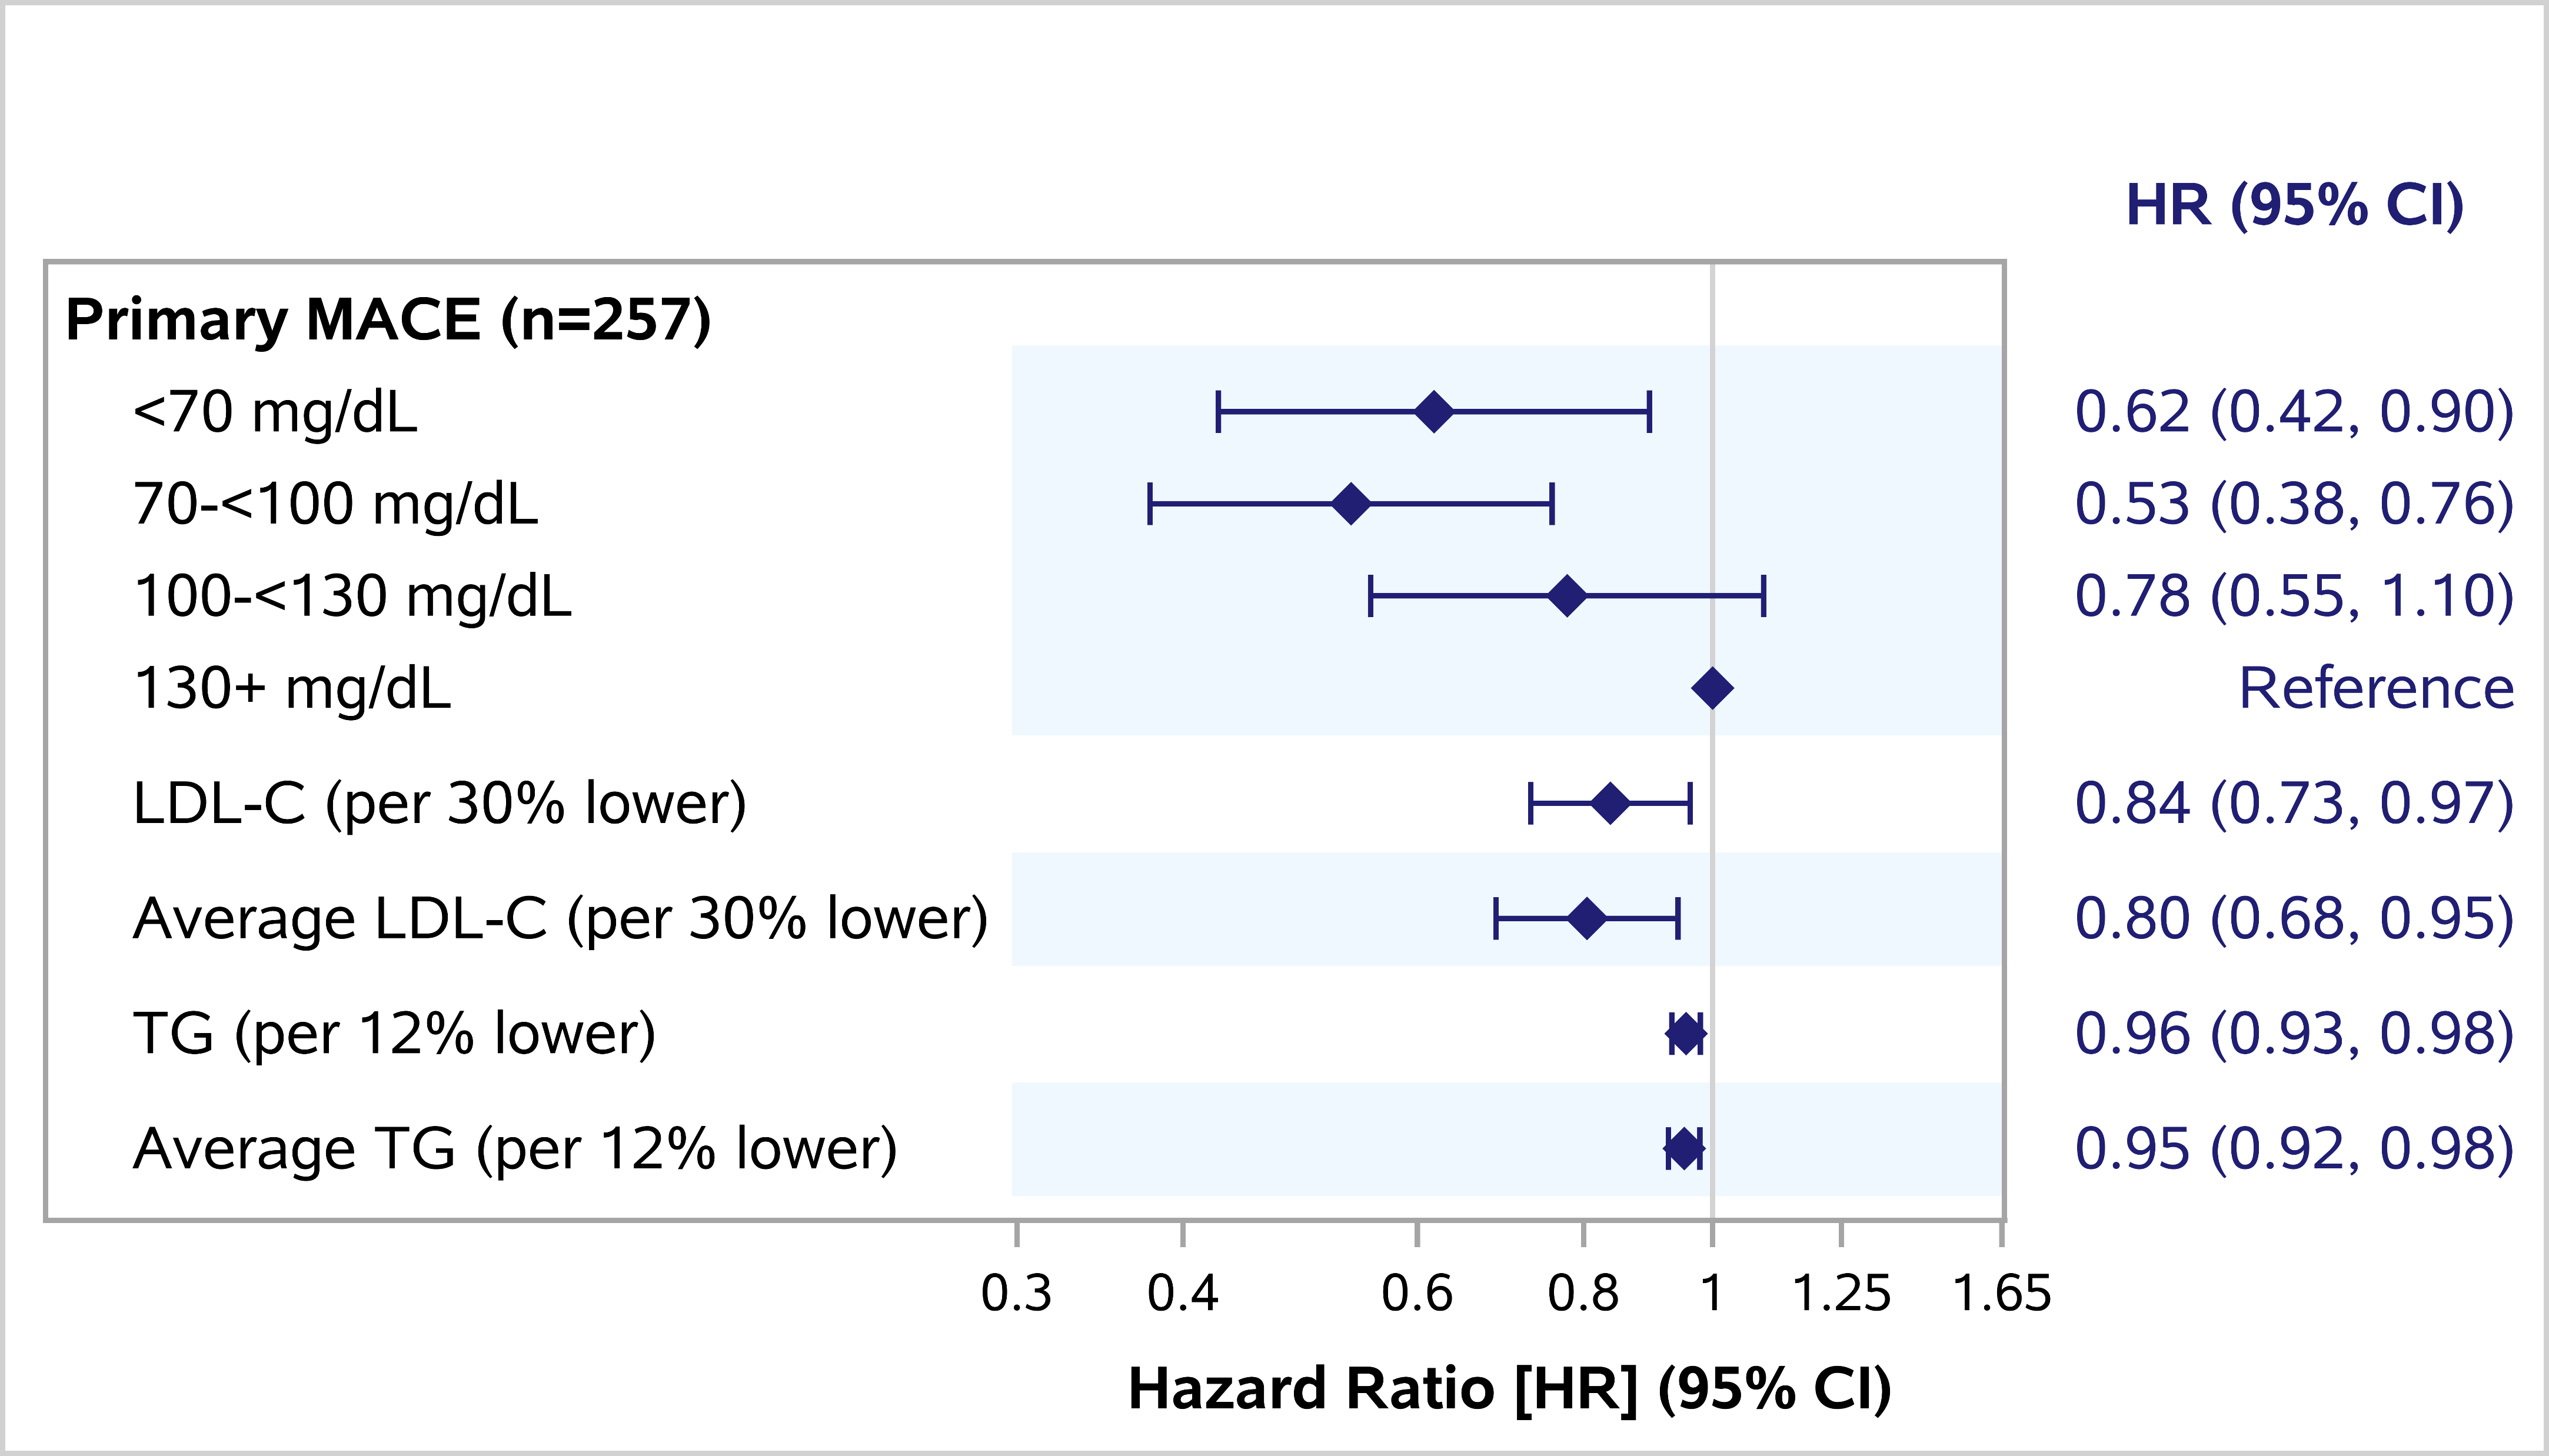 HR (95% CI)
Primary MACE (n=257)
<70 mg/dL 0.62 (0.42, 0.90)
70-<100 mg/dL 0.53 (0.38, 0.76)
100-<130 mg/dL 0.78 (0.55, 1.10)
130+ mg/dL Reference
LDL-C (per 30% lower) 0.84 (0.73, 0.97)
Average LDL-C (per 30% lower) 0.80 (0.68, 0.95)
TG (per 12% lower) 0.96 (0.93, 0.98)
Average TG (per 12% lower) 0.95 (0.92, 0.98)
0.3 0.4 0.6 0.8 1 1.25 1.65
Hazard Ratio [HR] (95% CI)